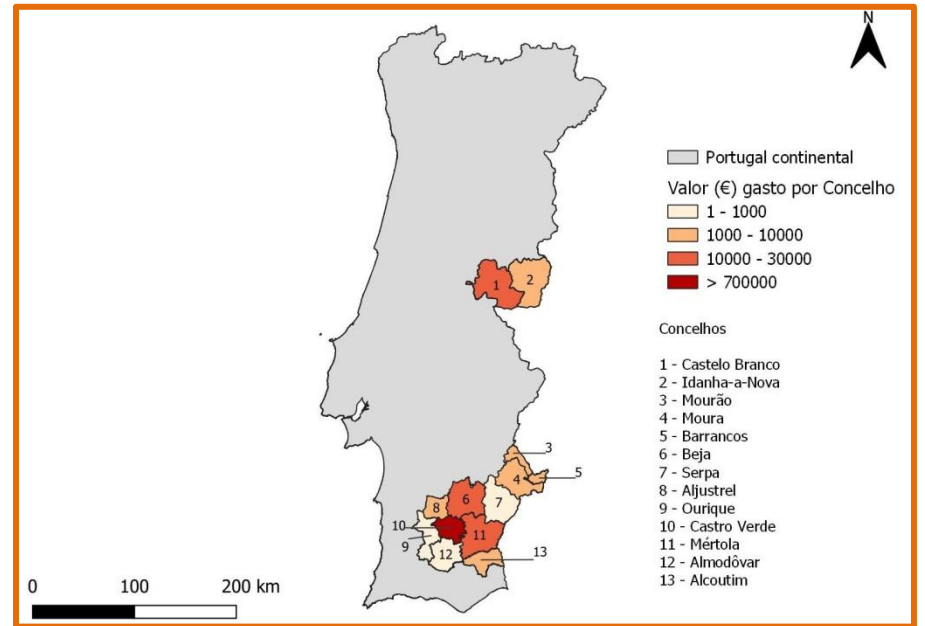 N
Portugal continental
Valor (€) gasto por Concelho
1 - 1000
1000 - 10000
10000 - 30000
> 700000
Concelhos
1 - Castelo Branco
2 - Idanha-a-Nova
3 - Mourão
4 - Moura
5 - Barrancos
6 - Beja
7 - Serpa
8 - Aljustrel
9 - Ourique
10 - Castro Verde
11 - Mértola
12 - Almodôvar
13 - Alcoutim
1
2
3
4
5
6
7
8
10
11
9
12
13
0 100 200 km